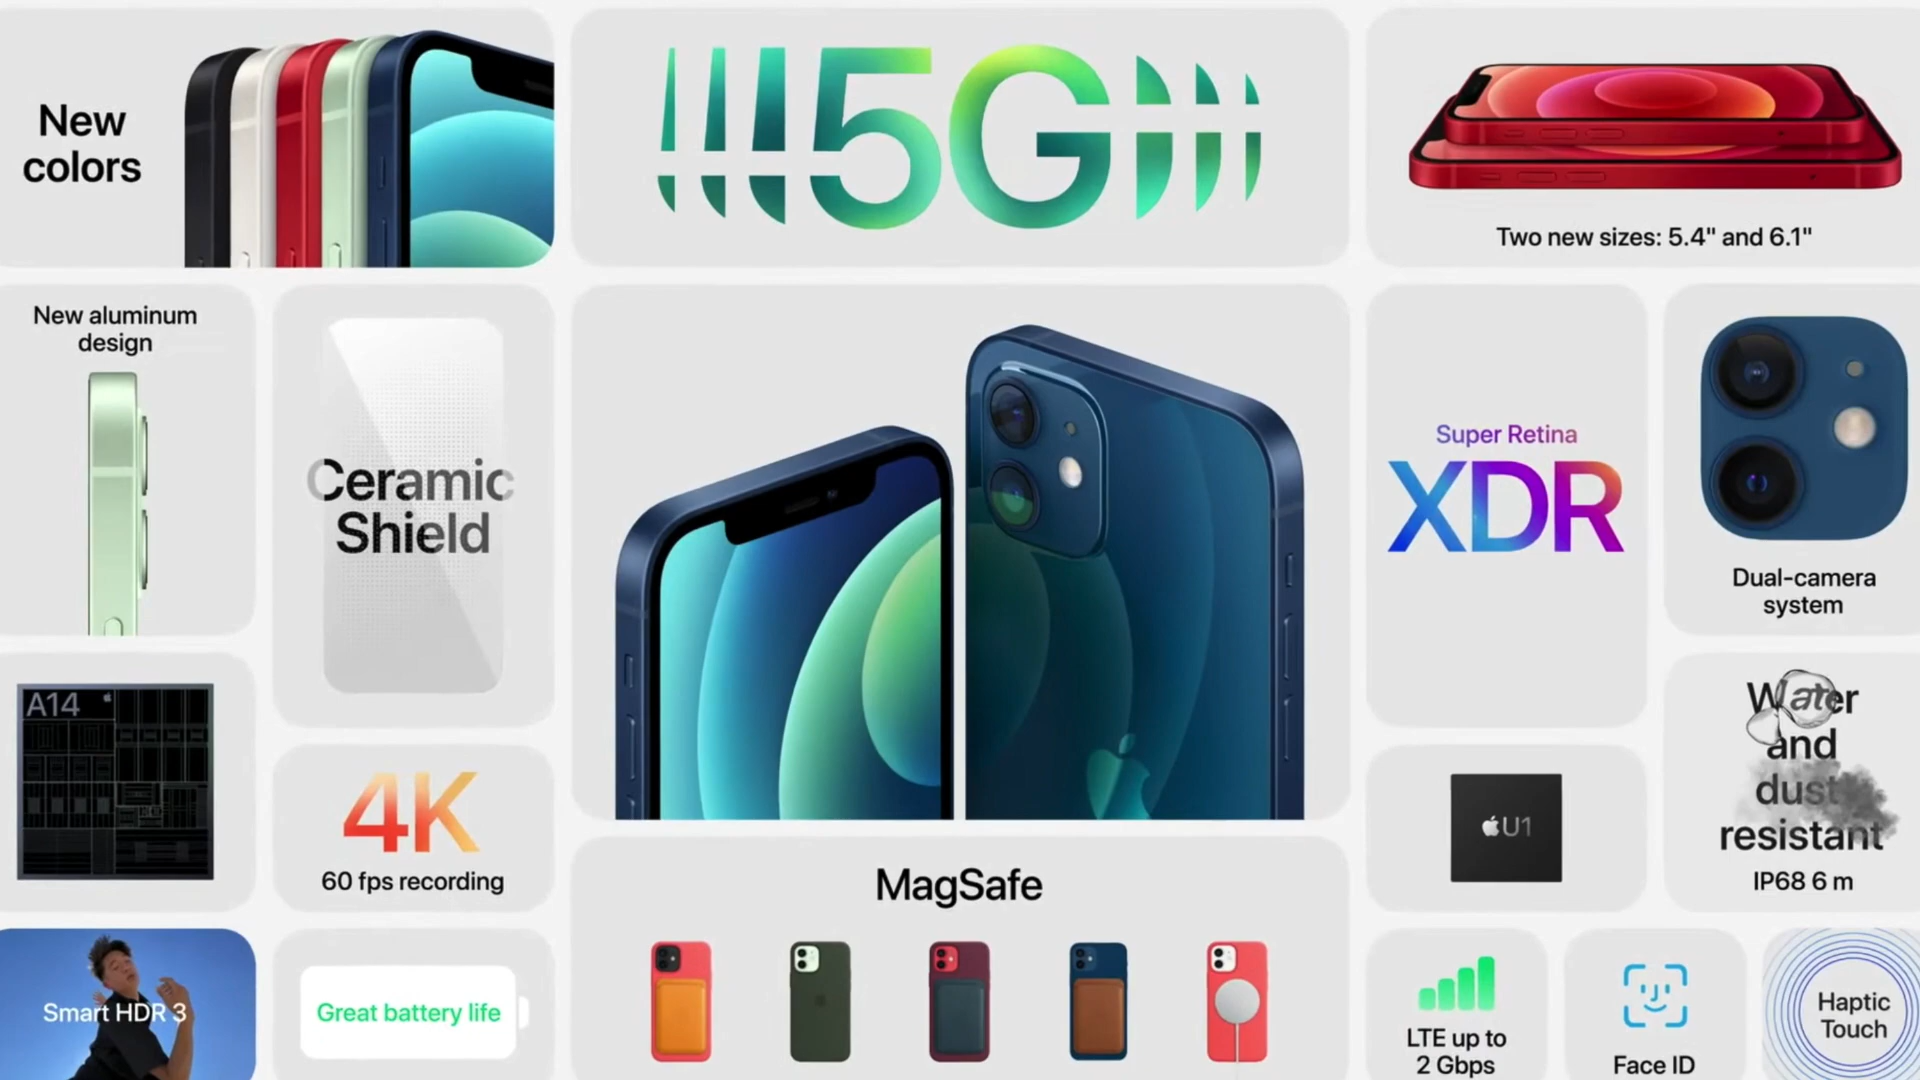 New
colors
5G
Two new sizes: 5.4" and 6.1"
New aluminum
design
Ceramic
Shield
Super Retina
XDR
Dual-camera
system
A14
4K
60 fps recording
U1
Water
and
dust
resistant
IP68 6 m
MagSafe
Smart HDR 3
Great battery life
LTE up to
2 Gbps
Face ID
Haptic
Touch